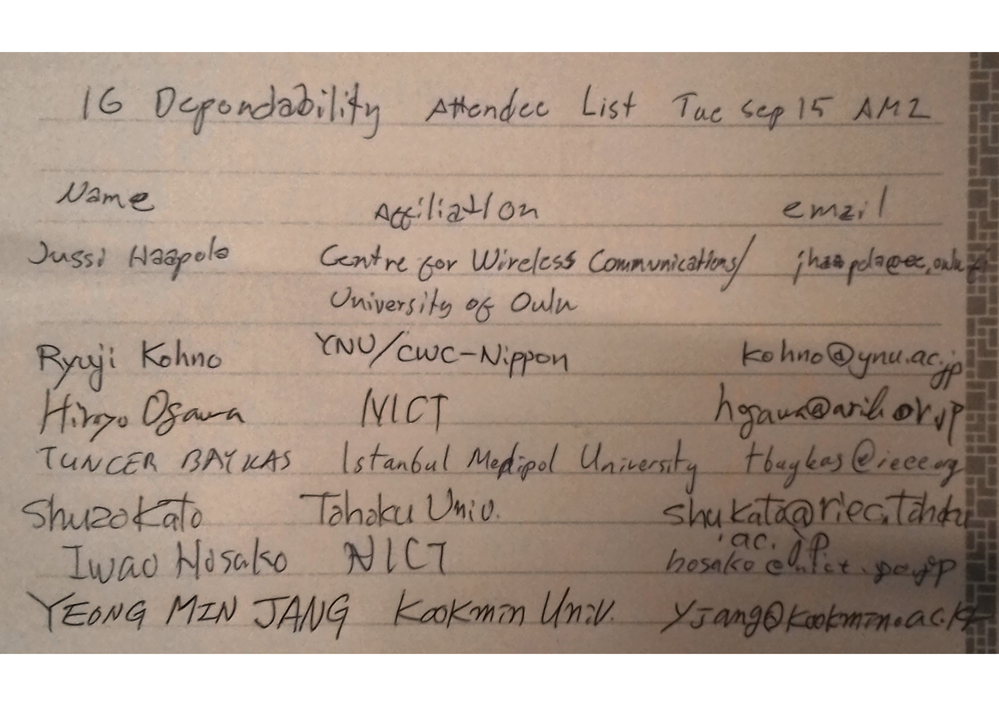 IG Dependability Attendee List Tue Sep 15 AM2
Name Affiliation email
Jussi Haapola Centre for Wireless Communications/ jhaapola@ee.oulu.fi
University of Oulu
Ryuji Kohno YNU/CWC-Nippon kohno@ynu.ac.jp
Hiroyo Ogawa NICT hogawa@arib.or.jp
TUNCER BAYKAS Istanbul Medipol University tbaykas@ieee.org
Shuzo Kato Tohoku Univ. shukato@riec.tohoku
.ac.jp
Iwao Hosako NICT hosako@nict.go.jp
YEONG MIN JANG Kookmin Univ. yjang@kookmin.ac.kr